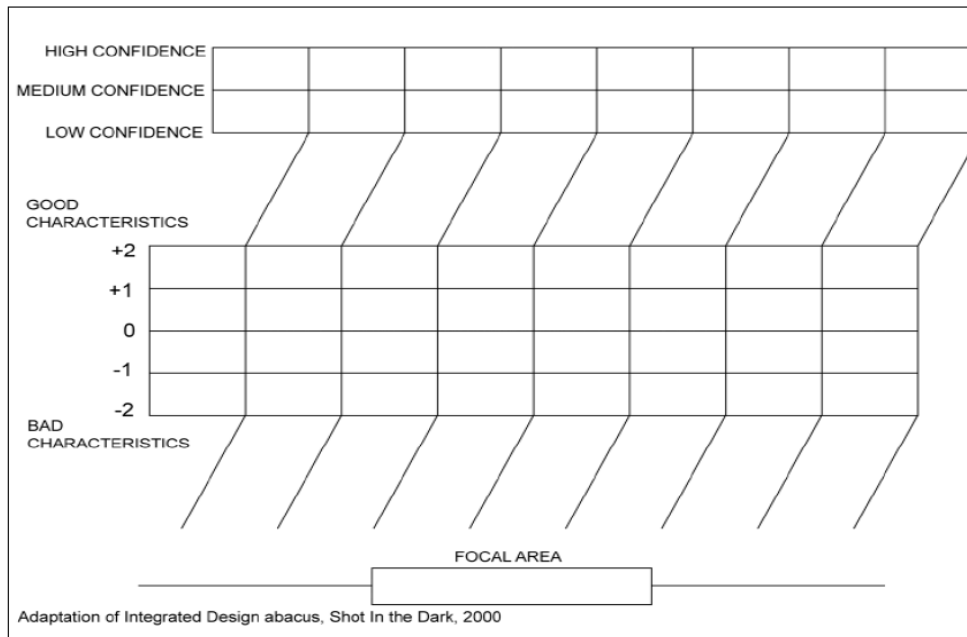 HIGH CONFIDENCE
MEDIUM CONFIDENCE
LOW CONFIDENCE
GOOD
CHARACTERISTICS
+2
+1
0
-1
-2
BAD
CHARACTERISTICS
FOCAL AREA
Adaptation of Integrated Design abacus, Shot In the Dark, 2000